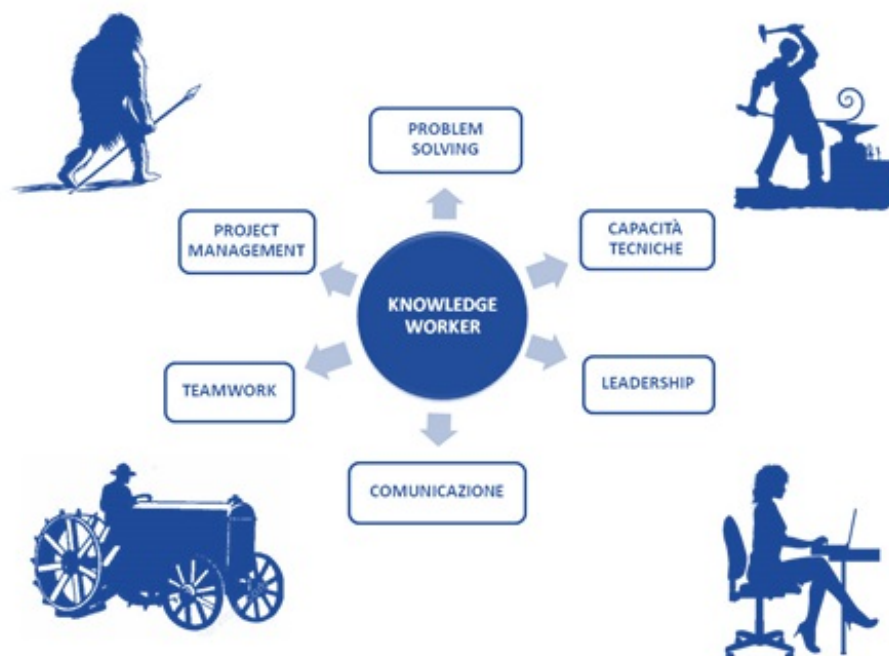 PROBLEM
SOLVING
PROJECT
MANAGEMENT
CAPACITÀ
TECNICHE
KNOWLEDGE
WORKER
TEAMWORK
LEADERSHIP
COMUNICAZIONE